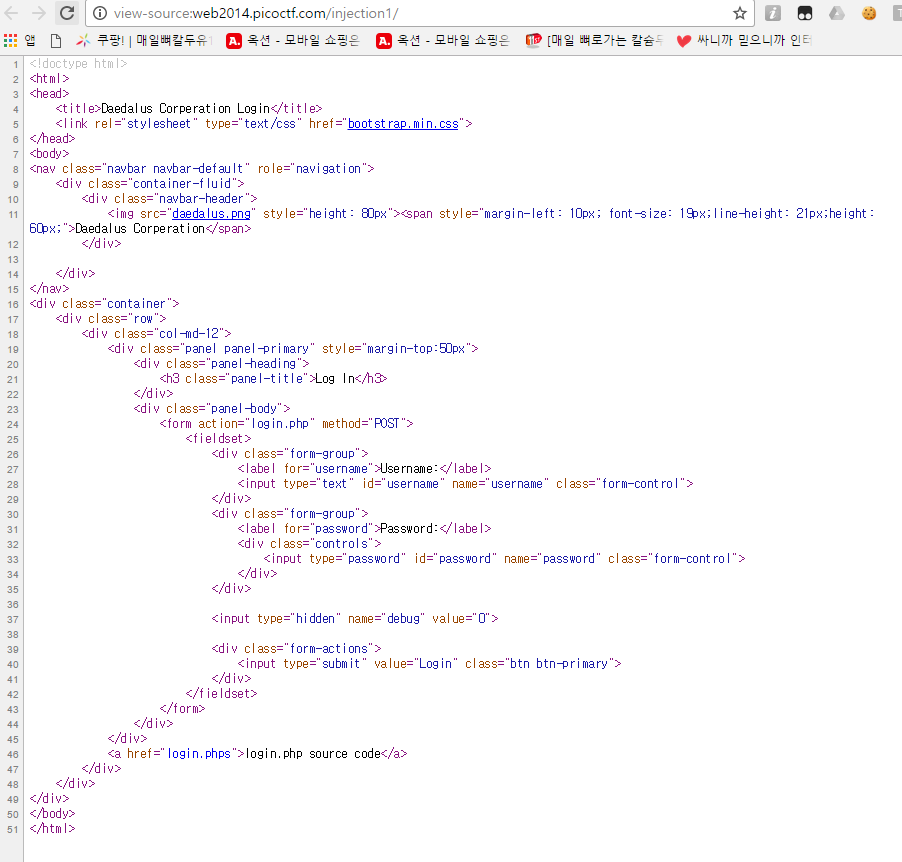 view-source:web2014.picoctf.com/injection1/
앱 쿠팡! | 매일뼈칼두유1 A. 옥션 - 모바일 쇼핑은 A. 옥션 - 모바일 쇼핑은 11st [매일 뼈로가는 칼슘두 싸니까 믿으니까 인터
1 <!doctype html>
2 <html>
3 <head>
4 <title>Daedalus Corperation Login</title>
5 <link rel="stylesheet" type="text/css" href="bootstrap.min.css">
6 </head>
7 <body>
8 <nav class="navbar navbar-default" role="navigation">
9 <div class="container-fluid">
10 <div class="navbar-header">
11 <img src="daedalus.png" style="height: 80px"><span style="margin-left: 10px; font-size: 19px;line-height: 21px;height:
60px;">Daedalus Corperation</span>
12 </div>
13
14 </div>
15 </nav>
16 <div class="container">
17 <div class="row">
18 <div class="col-md-12">
19 <div class="panel panel-primary" style="margin-top:50px">
20 <div class="panel-heading">
21 <h3 class="panel-title">Log In</h3>
22 </div>
23 <div class="panel-body">
24 <form action="login.php" method="POST">
25 <fieldset>
26 <div class="form-group">
27 <label for="username">Username:</label>
28 <input type="text" id="username" name="username" class="form-control">
29 </div>
30 <div class="form-group">
31 <label for="password">Password:</label>
32 <div class="controls">
33 <input type="password" id="password" name="password" class="form-control">
34 </div>
35 </div>
36
37 <input type="hidden" name="debug" value="0">
38
39 <div class="form-actions">
40 <input type="submit" value="Login" class="btn btn-primary">
41 </div>
42 </fieldset>
43 </form>
44 </div>
45 </div>
46 <a href="login.phps">login.php source code</a>
47 </div>
48 </div>
49 </div>
50 </body>
51 </html>